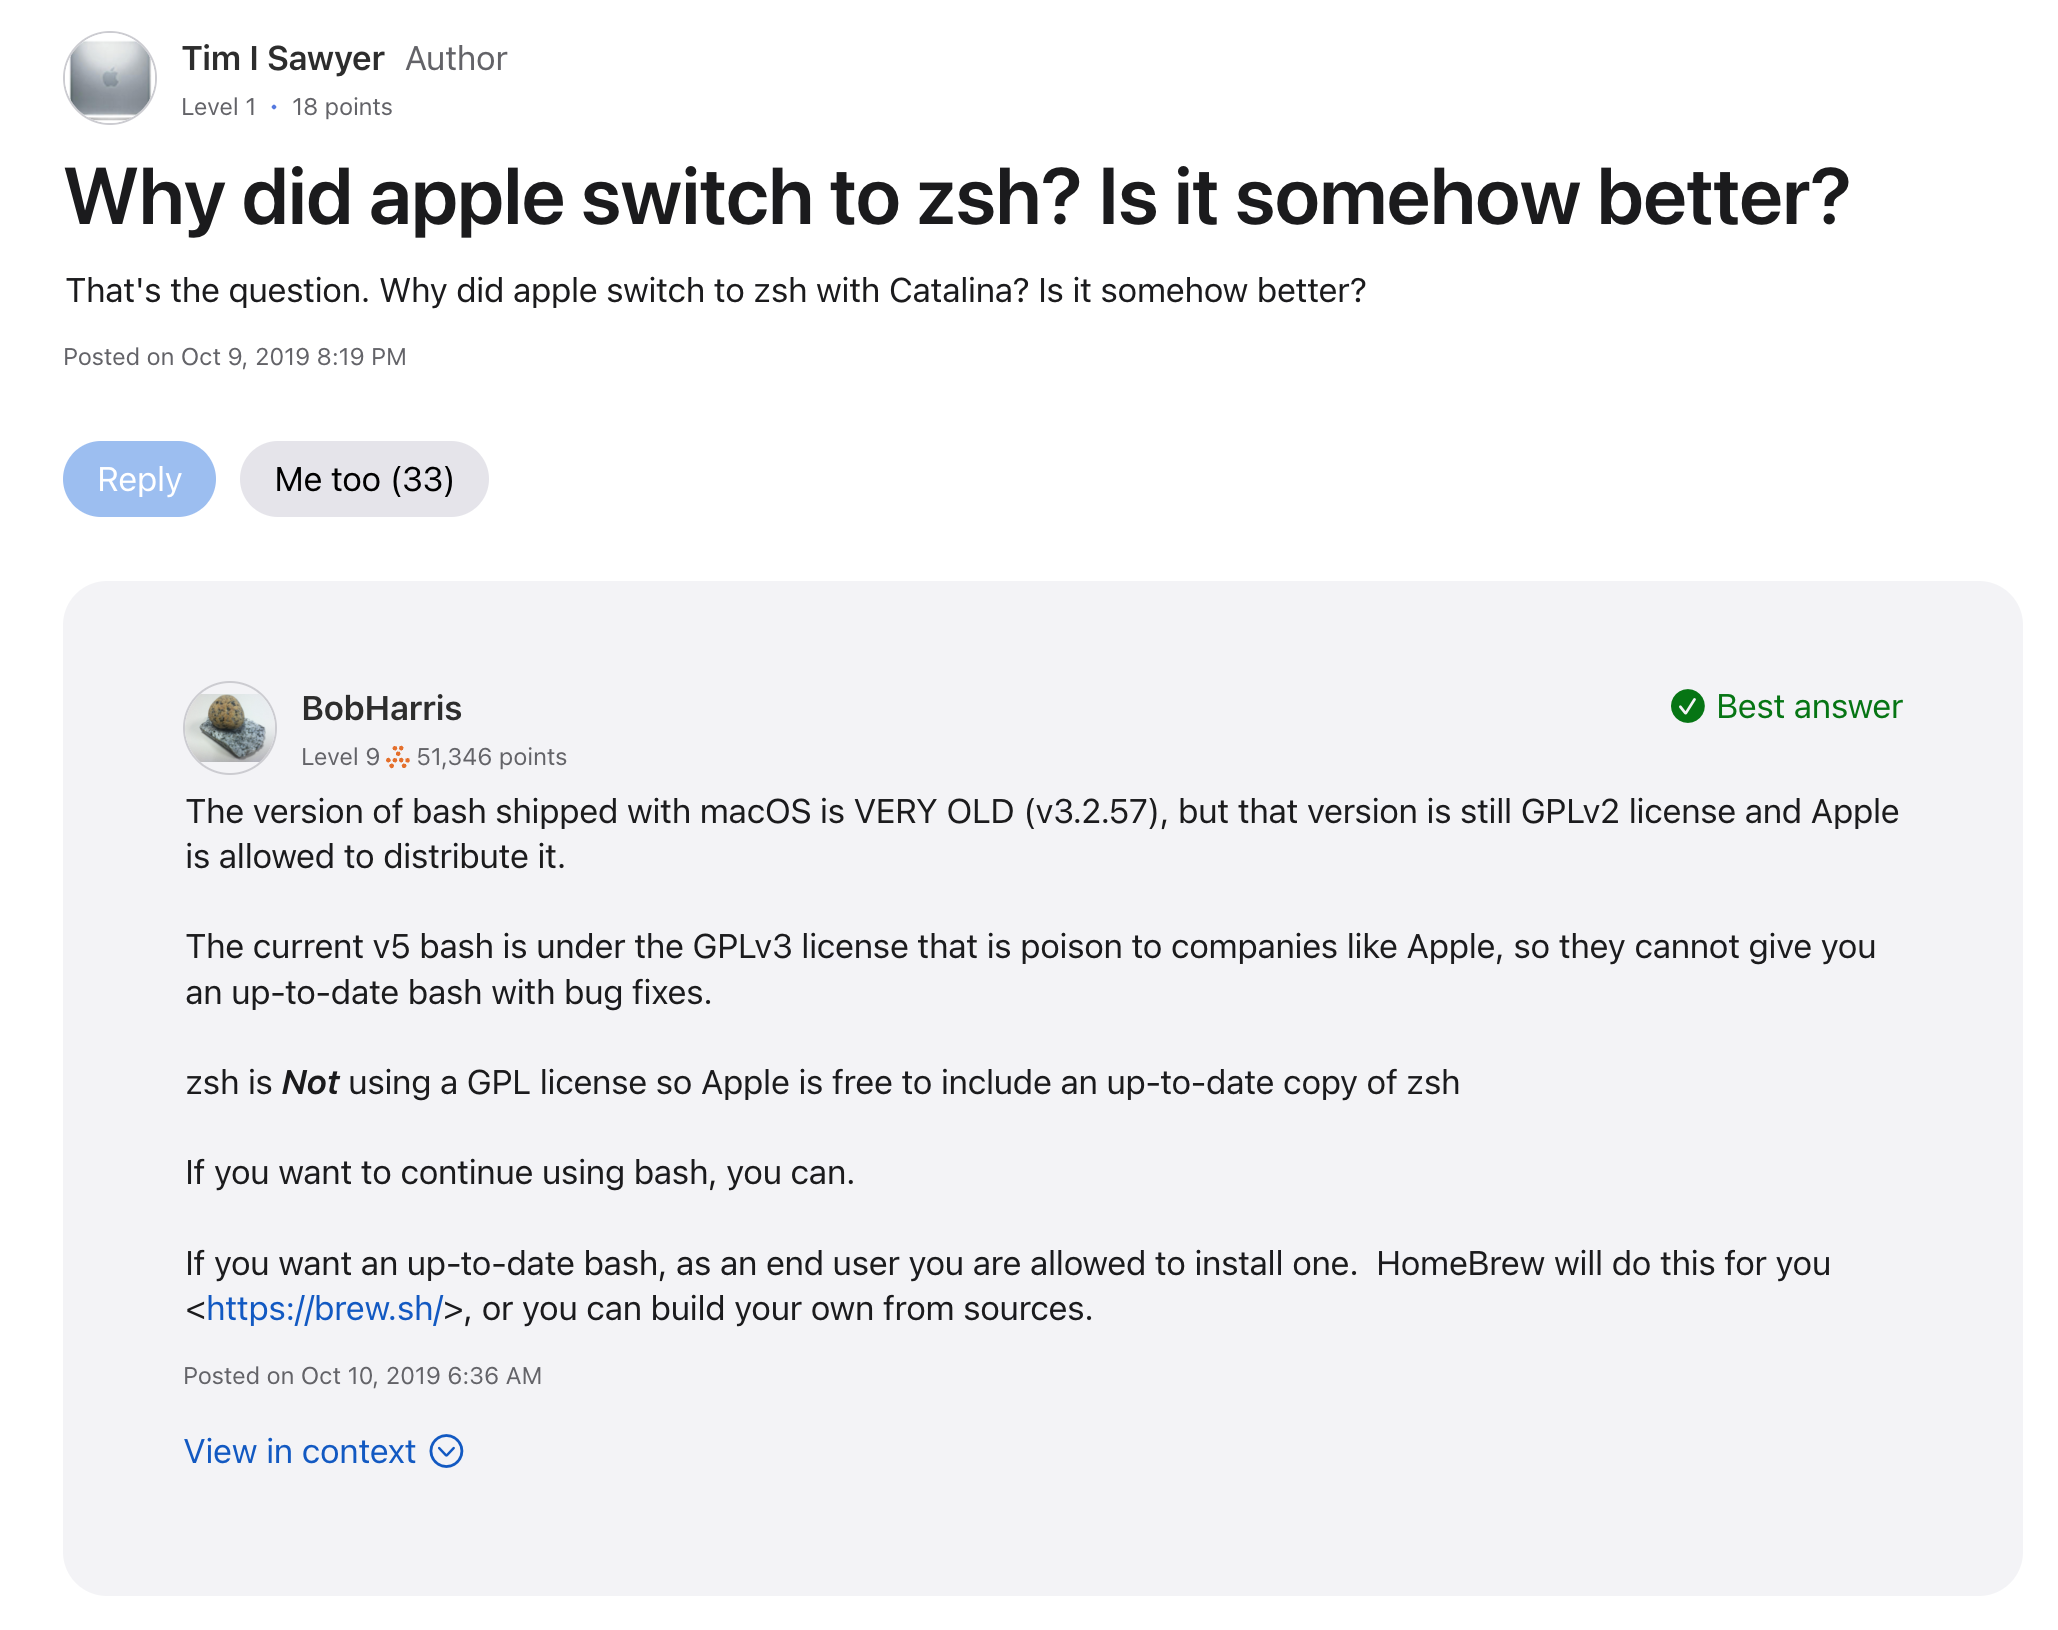 Tim I Sawyer Author
Level 1 • 18 points
Why did apple switch to zsh? Is it somehow better?
That's the question. Why did apple switch to zsh with Catalina? Is it somehow better?
Posted on Oct 9, 2019 8:19 PM
Reply Me too (33)
BobHarris
Best answer
Level 9 51,346 points
The version of bash shipped with macOS is VERY OLD (v3.2.57), but that version is still GPLv2 license and Apple
is allowed to distribute it.
The current v5 bash is under the GPLv3 license that is poison to companies like Apple, so they cannot give you
an up-to-date bash with bug fixes.
zsh is Not using a GPL license so Apple is free to include an up-to-date copy of zsh
If you want to continue using bash, you can.
If you want an up-to-date bash, as an end user you are allowed to install one.  HomeBrew will do this for you
<https://brew.sh/>, or you can build your own from sources.
Posted on Oct 10, 2019 6:36 AM
View in context